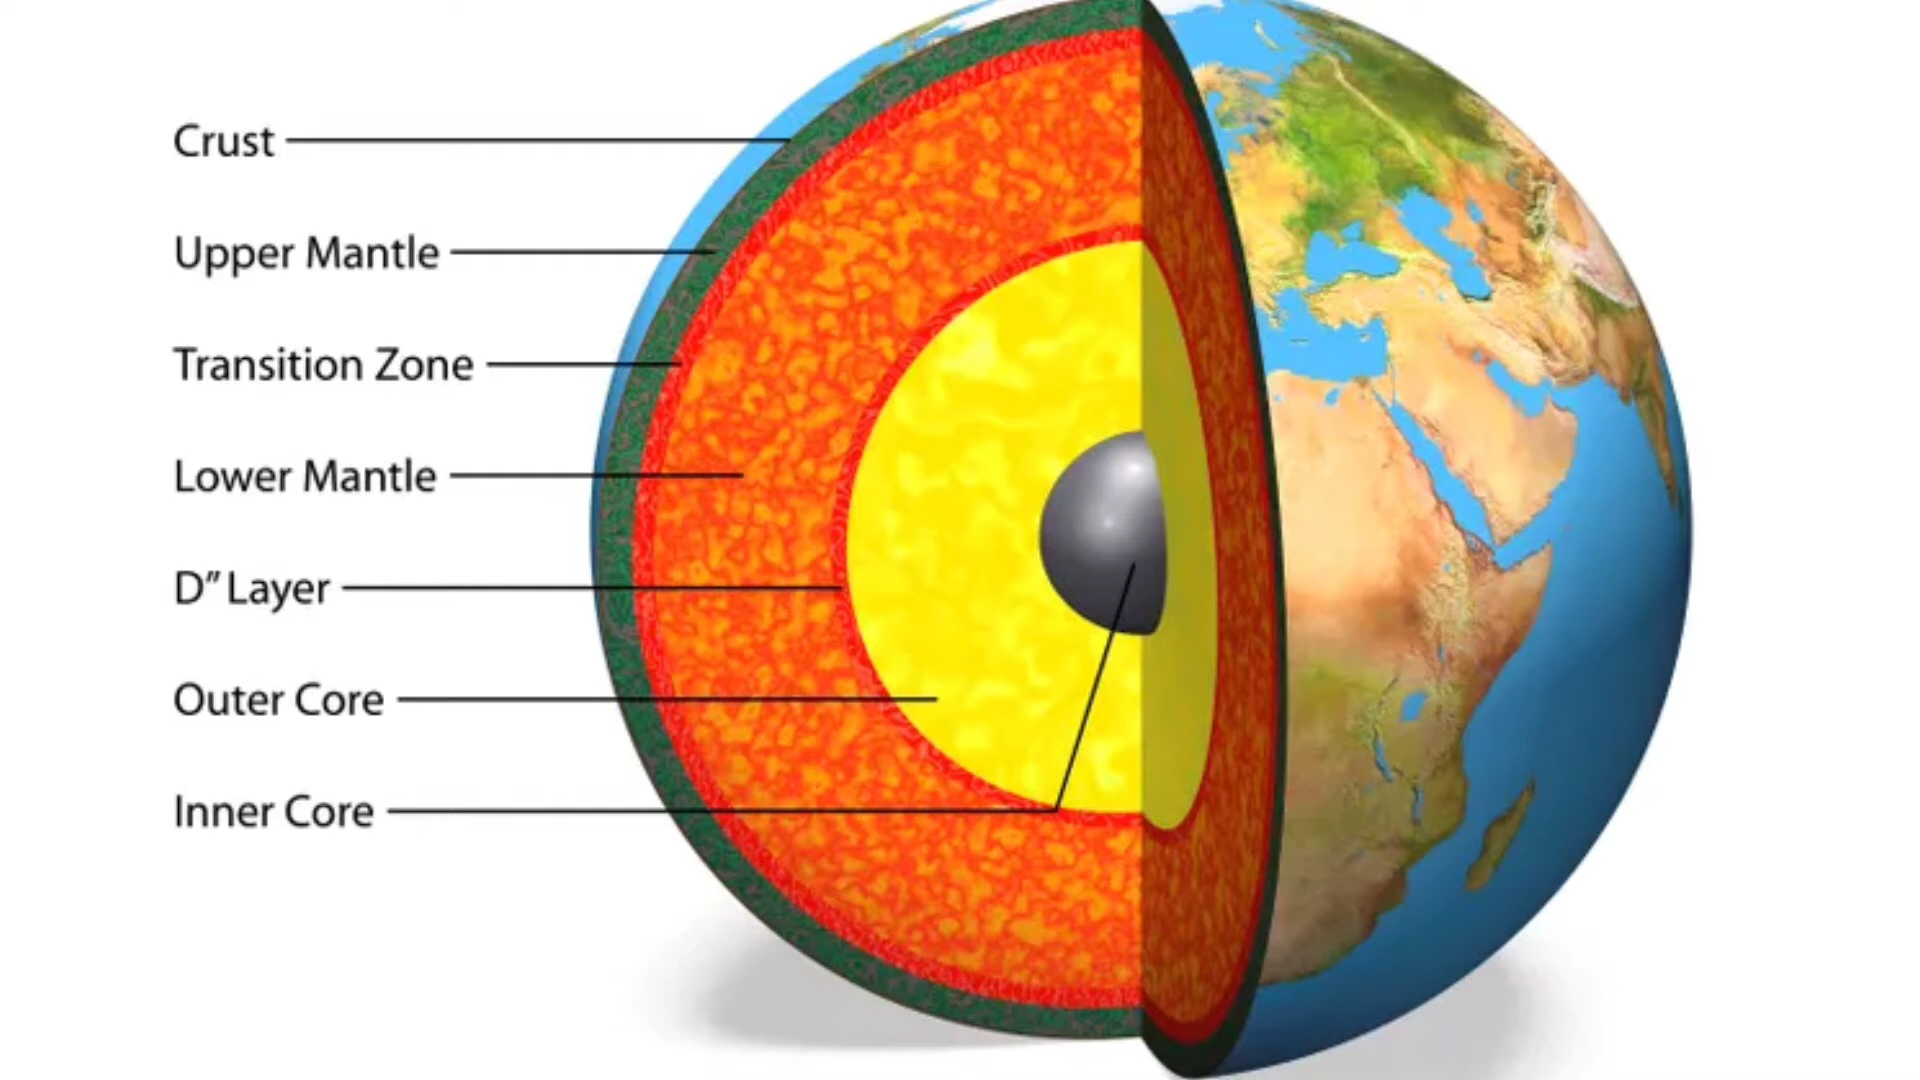 Crust
Upper Mantle
Transition Zone
Lower Mantle
D” Layer
Outer Core
Inner Core